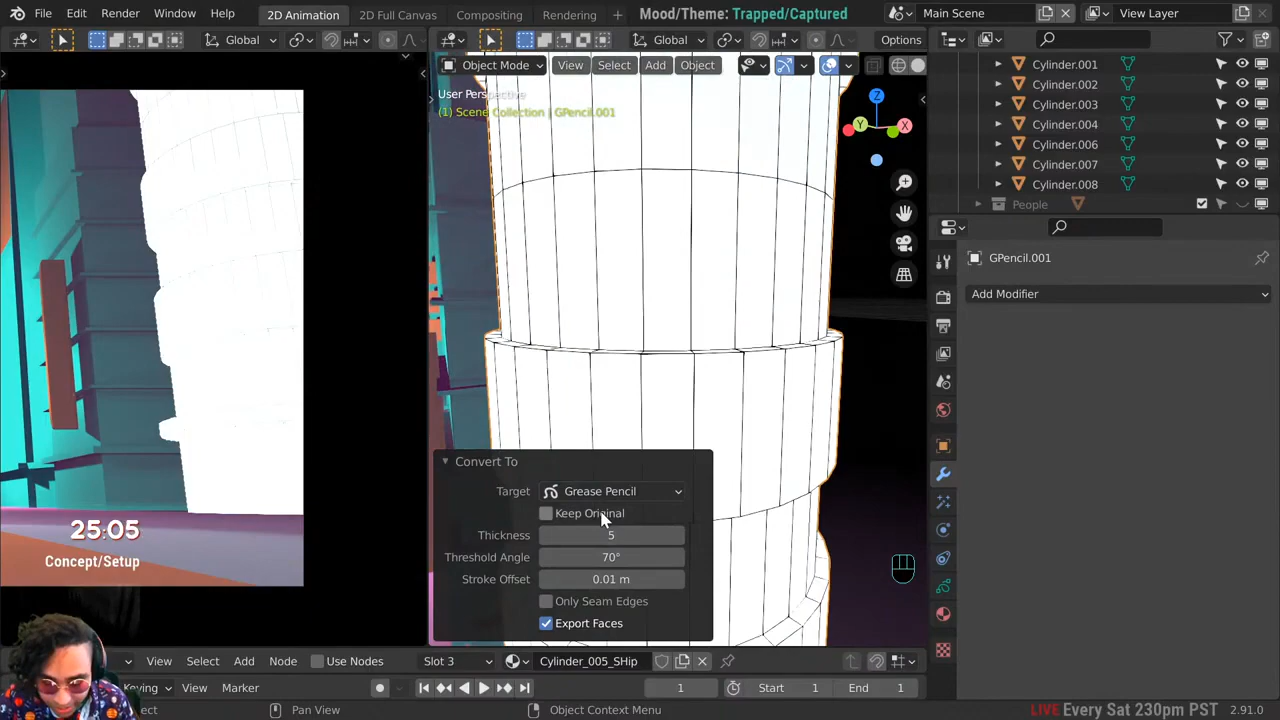 File Edit Render Window Help 2D Animation 2D Full Canvas Compositing Rendering + Mood/Theme: Trapped/Captured Main Scene View Layer
Global Global Options
Object Mode View Select Add Object
User Perspective
(1) Scene Collection | GPencil.001
Z
Y X
Cylinder.001
Cylinder.002
Cylinder.003
Cylinder.004
Cylinder.006
Cylinder.007
Cylinder.008
People
GPencil.001
Add Modifier
Convert To
Target Grease Pencil
Keep Original
Thickness 5
Threshold Angle 70°
Stroke Offset 0.01 m
Only Seam Edges
Export Faces
25:05
Concept/Setup
View Select Add Node Use Nodes Slot 3 Cylinder_005_SHip
Keying View Marker 1 Start 1 End 1
ect Pan View Object Context Menu LIVE Every Sat 230pm PST 2.91.0